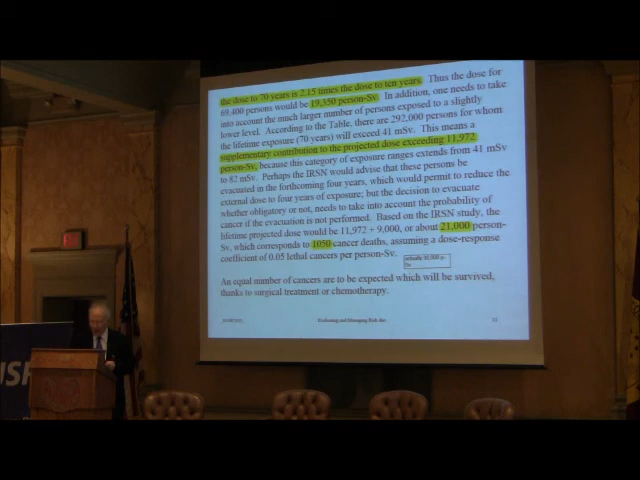 the dose to 70 years is 2.15 times the dose to ten years. Thus the dose for
69,400 persons would be 19,350 person-Sv. In addition, one needs to take
into account the much larger number of persons exposed to a slightly
lower level. According to the Table, there are 292,000 persons for whom
the lifetime exposure (70 years) will exceed 41 mSv. This means a
supplementary contribution to the projected dose exceeding 11,972
person-Sv, because this category of exposure ranges extends from 41 mSv
to 82 mSv. Perhaps the IRSN would advise that these persons be
evacuated in the forthcoming four years, which would permit to reduce the
external dose to four years of exposure; but the decision to evacuate
whether obligatory or not, needs to take into account the probability of
cancer if the evacuation is not performed. Based on the IRSN study, the
lifetime projected dose would be 11,972 + 9,000, or about 21,000 person-
Sv, which corresponds to 1050 cancer deaths, assuming a dose-response
coefficient of 0.05 lethal cancers per person-Sv.
An equal number of cancers are to be expected which will be survived,
thanks to surgical treatment or chemotherapy.
Evaluating and Managing Risk